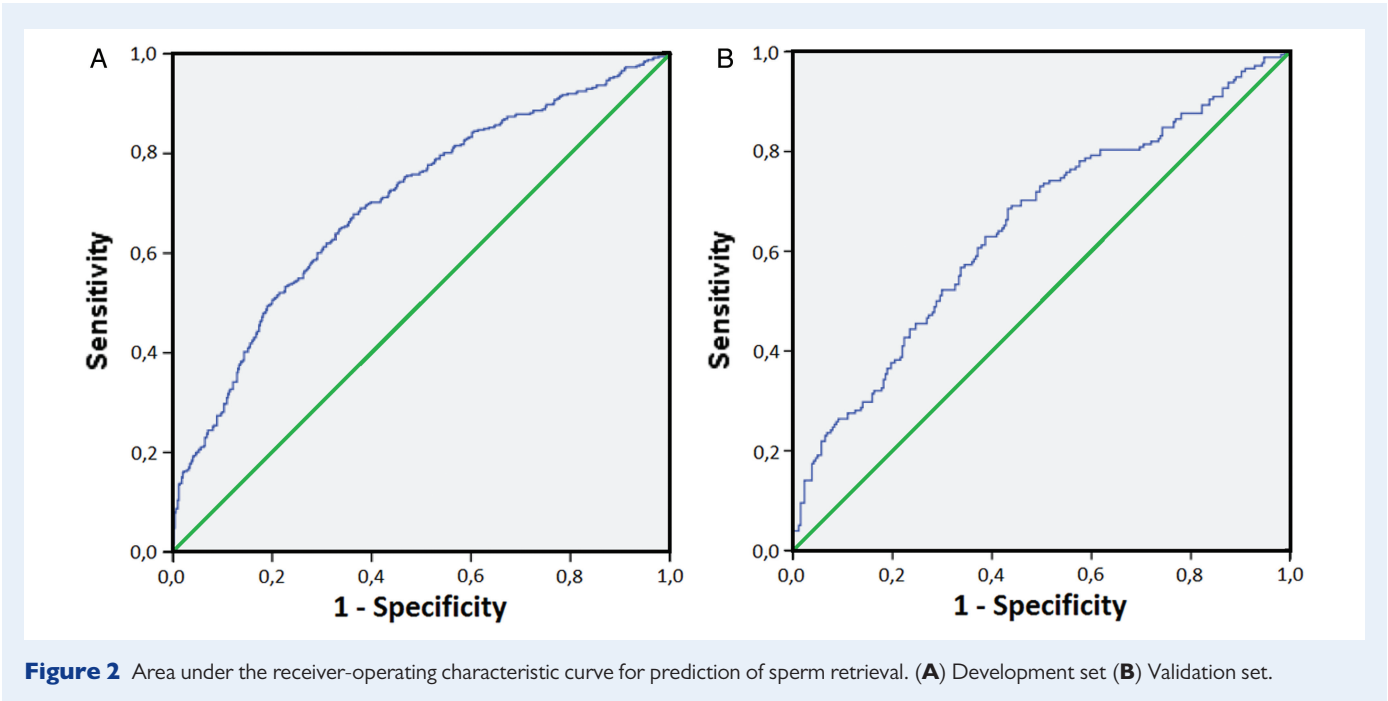 A
1,0
0,8
0,6
0,4
0,2
0,0
Sensitivity
0,0 0,2 0,4 0,6 0,8 1,0
1 - Specificity
B
1,0
0,8
0,6
0,4
0,2
0,0
Sensitivity
0,0 0,2 0,4 0,6 0,8 1,0
1 - Specificity
Figure 2 Area under the receiver-operating characteristic curve for prediction of sperm retrieval. (A) Development set (B) Validation set.